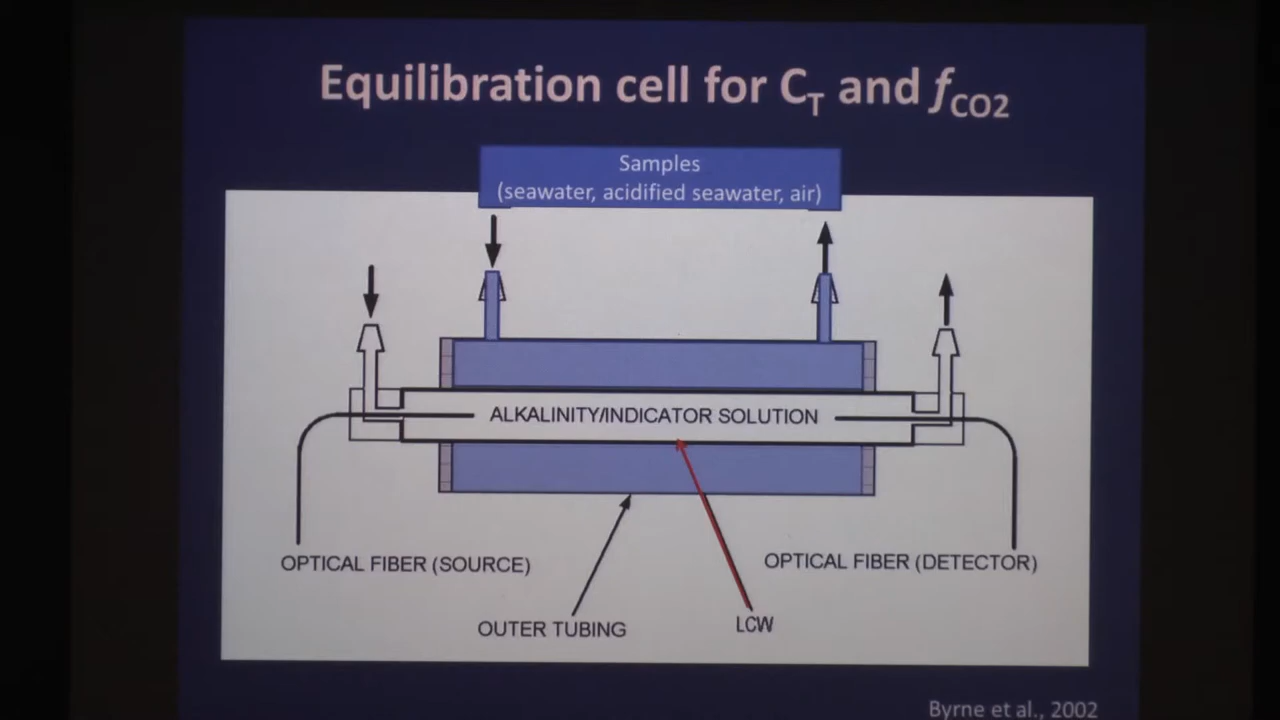 Equilibration cell for CT and fCO2
Samples
(seawater, acidified seawater, air)
ALKALINITY/INDICATOR SOLUTION
OPTICAL FIBER (SOURCE)
OPTICAL FIBER (DETECTOR)
OUTER TUBING
LCW
Byrne et al., 2002